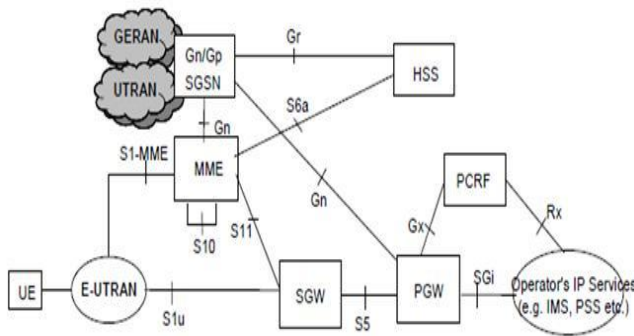 GERAN
Gn/Gp
SGSN
UTRAN
Gr
HSS
S6a
Gn
S1-MME
MME
Gn
PCRF
Gx
Rx
S10
S11
UE
E-UTRAN
S1u
SGW
S5
PGW
SGi
Operator's IP Services
(e.g. IMS, PSS etc.)